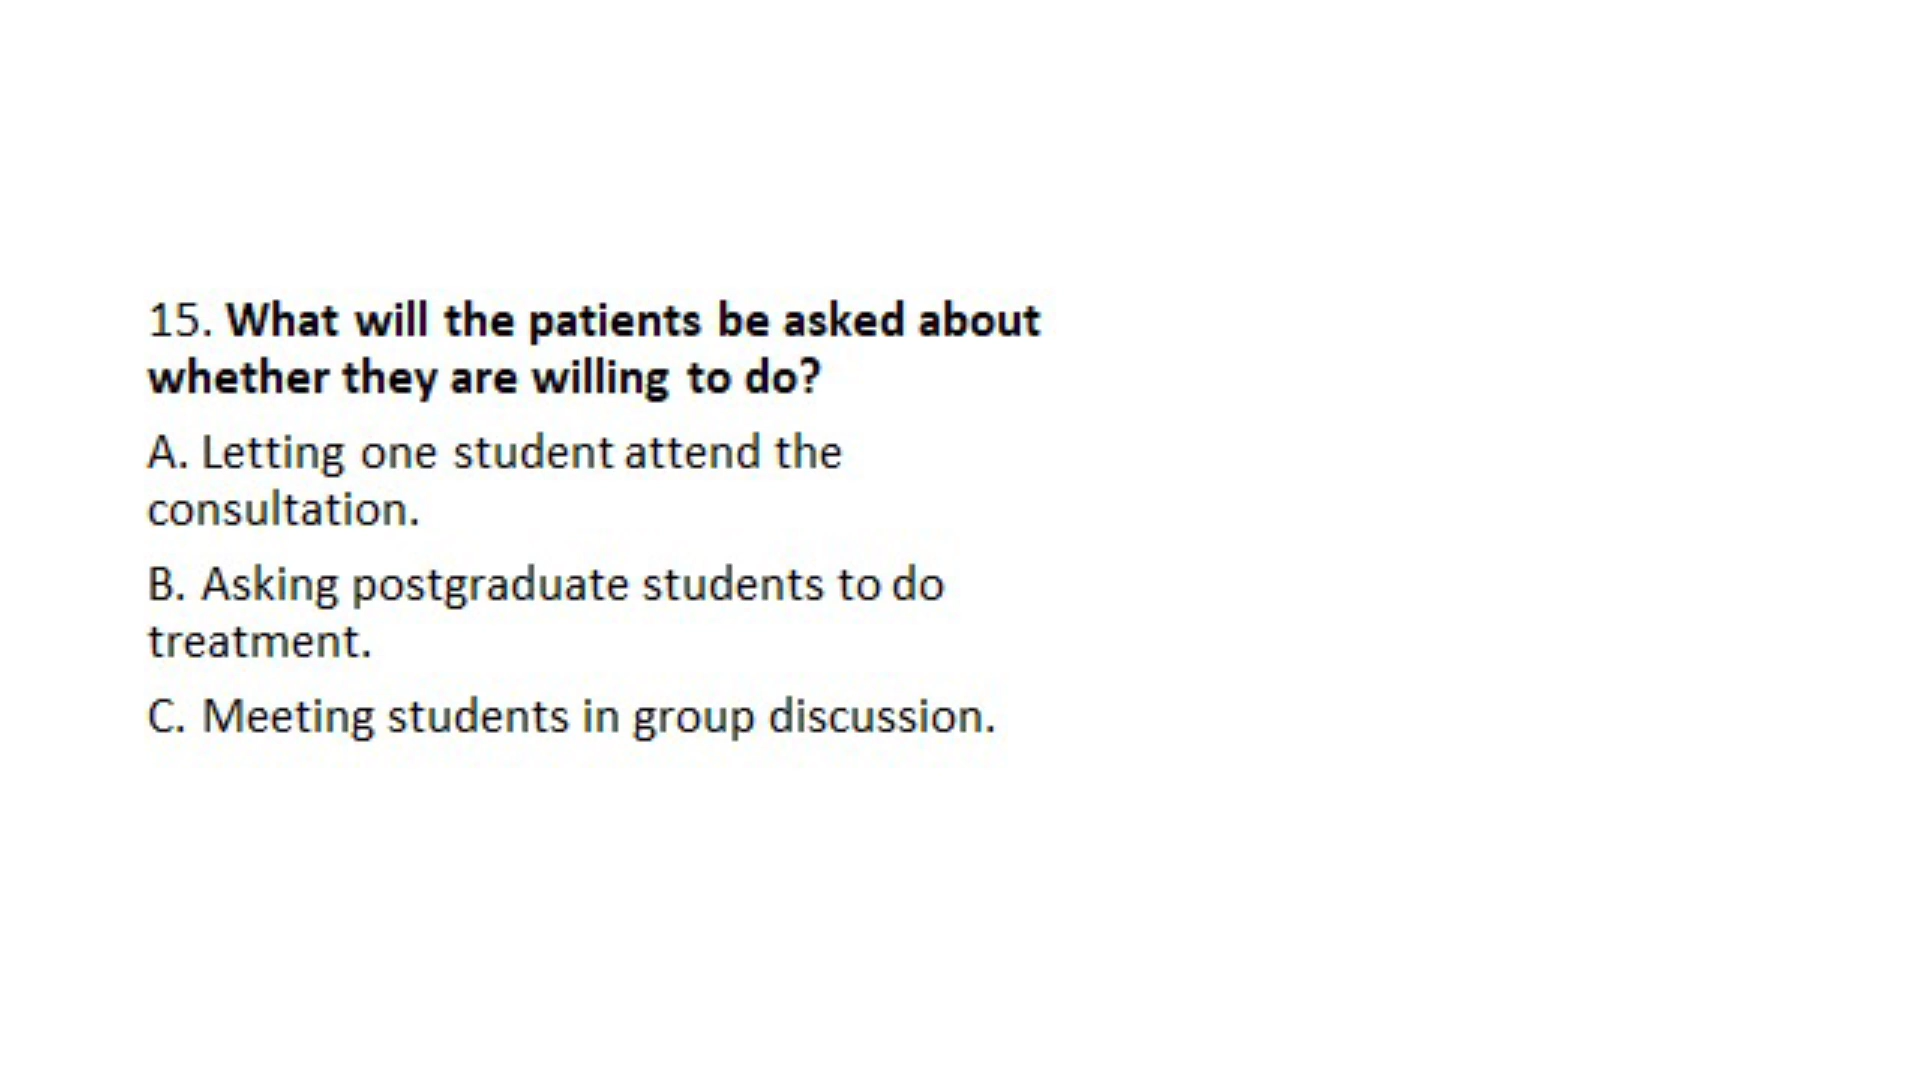 15. What will the patients be asked about
whether they are willing to do?
A. Letting one student attend the
consultation.
B. Asking postgraduate students to do
treatment.
C. Meeting students in group discussion.